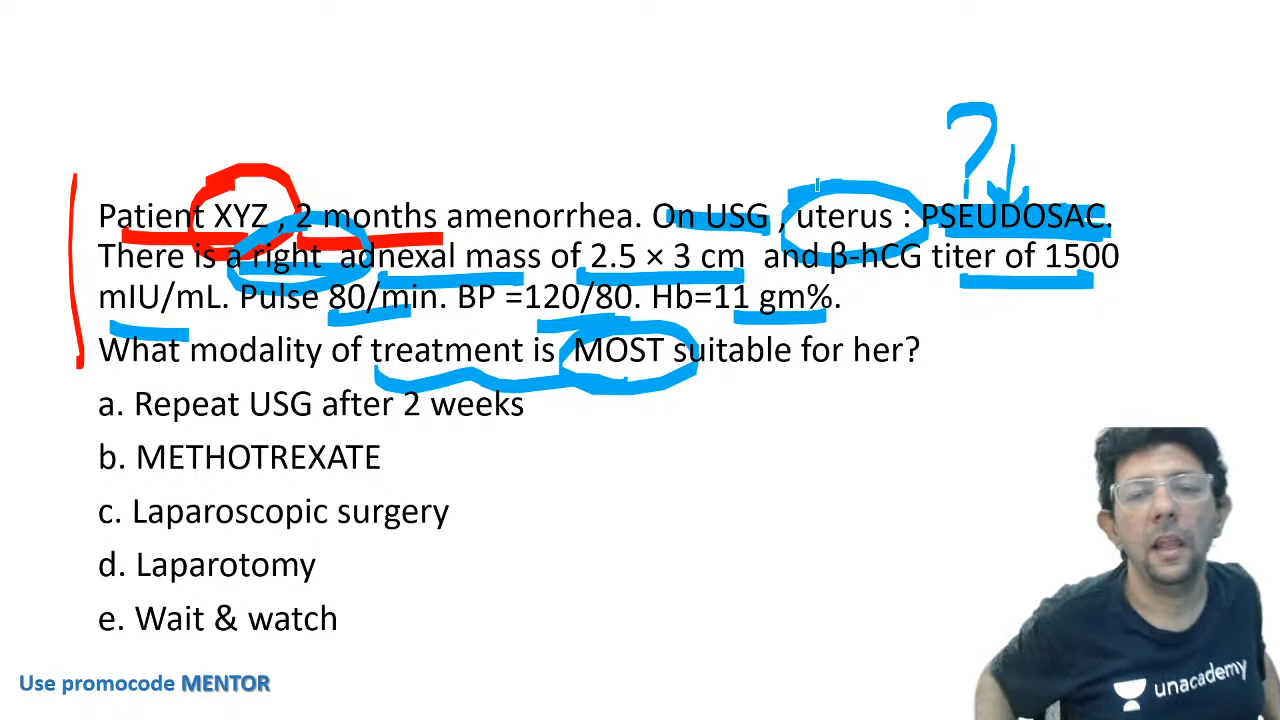 ?
Patient XYZ , 2 months amenorrhea. On USG , uterus : PSEUDOSAC.
There is a right adnexal mass of 2.5 × 3 cm and β-hCG titer of 1500
mIU/mL. Pulse 80/min. BP =120/80. Hb=11 gm%.
What modality of treatment is MOST suitable for her?
a. Repeat USG after 2 weeks
b. METHOTREXATE
c. Laparoscopic surgery
d. Laparotomy
e. Wait & watch
unacademy
Use promocode MENTOR